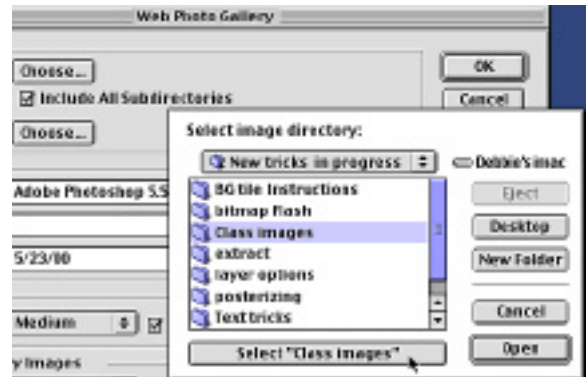 Web Photo Gallery
Choose...
OK
Include All Subdirectories
Cancel
Choose...
Select image directory:
New tricks in progress
Debbie's imac
Adobe Photoshop 5.5
BG tile Instructions
Eject
bitmap flash
Class images
Desktop
5/23/00
extract
New Folder
layer options
posterizing
Cancel
Medium
Text tricks
Select "Class images"
Open
y Images